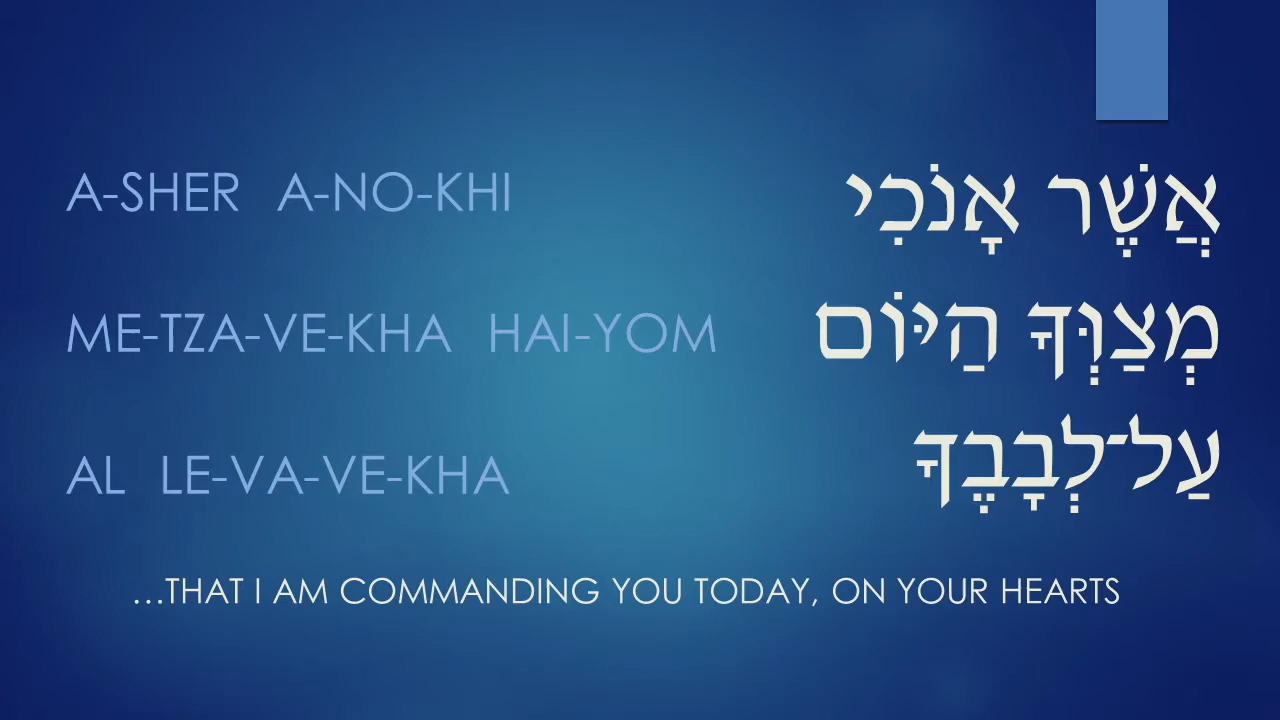 A-SHER A-NO-KHI
אֲשֶׁר אָנֹכִי
ME-TZA-VE-KHA HAI-YOM
מְצַוְּךָ הַיּוֹם
AL LE-VA-VE-KHA
עַל־לְבָבֶךָ
…THAT I AM COMMANDING YOU TODAY, ON YOUR HEARTS